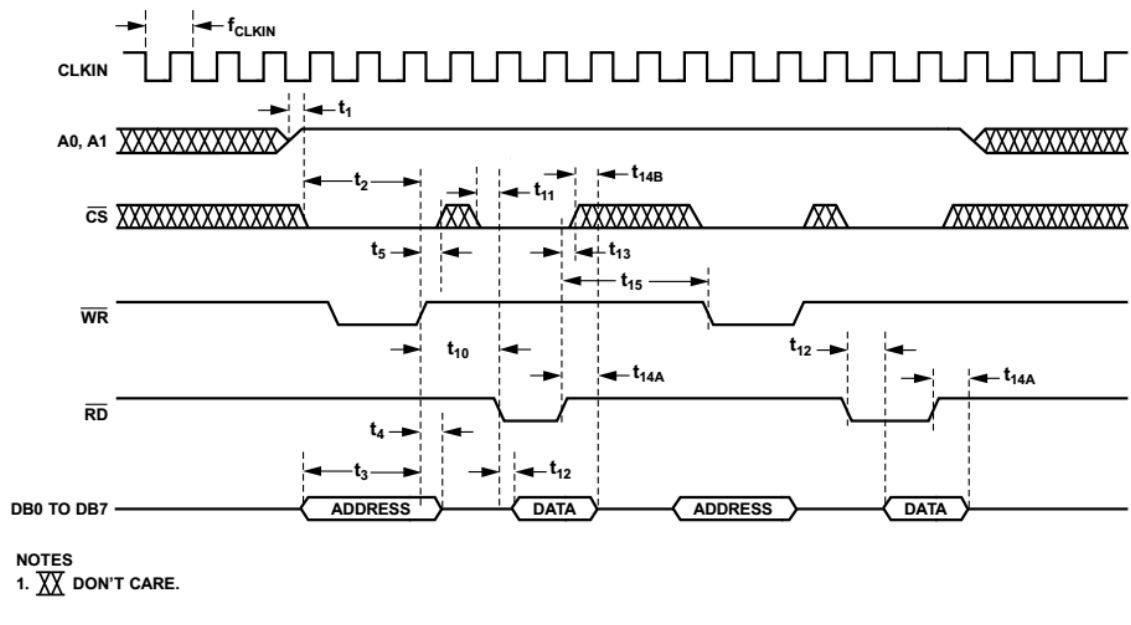 fCLKIN
CLKIN
t1
A0, A1
t2
t11
t14B
CS
t5
t13
t15
WR
t10
t12
t14A
t14A
RD
t4
t3
t12
DB0 TO DB7
ADDRESS
DATA
ADDRESS
DATA
NOTES
1. DON'T CARE.